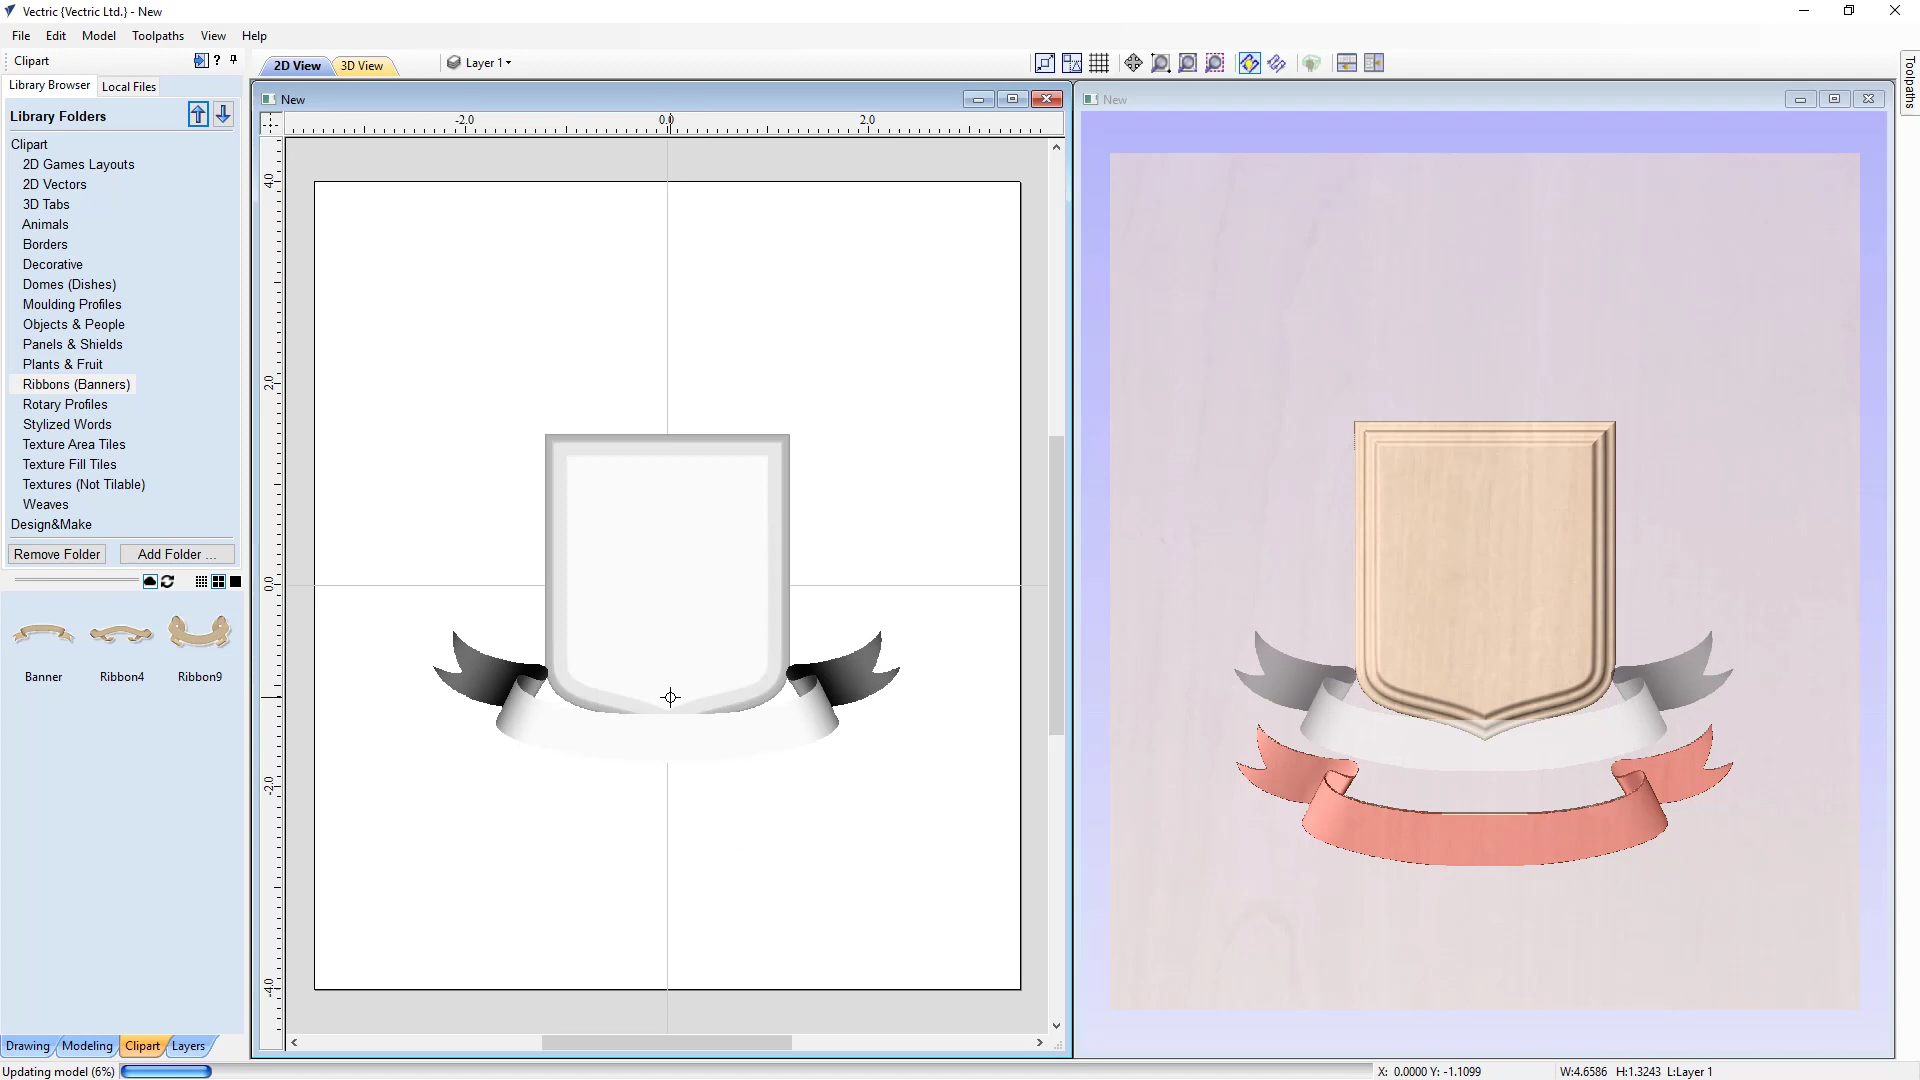 Vectric {Vectric Ltd.} - New
File Edit Model Toolpaths View Help
Clipart ?
2D View 3D View Layer 1
Library Browser Local Files
Toolpaths
Library Folders
New
New
-2.0 0.0 2.0
4.0
2.0
0.0
-2.0
-4.0
Clipart
2D Games Layouts
2D Vectors
3D Tabs
Animals
Borders
Decorative
Domes (Dishes)
Moulding Profiles
Objects & People
Panels & Shields
Plants & Fruit
Ribbons (Banners)
Rotary Profiles
Stylized Words
Texture Area Tiles
Texture Fill Tiles
Textures (Not Tilable)
Weaves
Design&Make
Remove Folder Add Folder ...
Banner Ribbon4 Ribbon9
Drawing Modeling Clipart Layers
Updating model (6%) X: 0.0000 Y: -1.1099 W:4.6586 H:1.3243 L:Layer 1